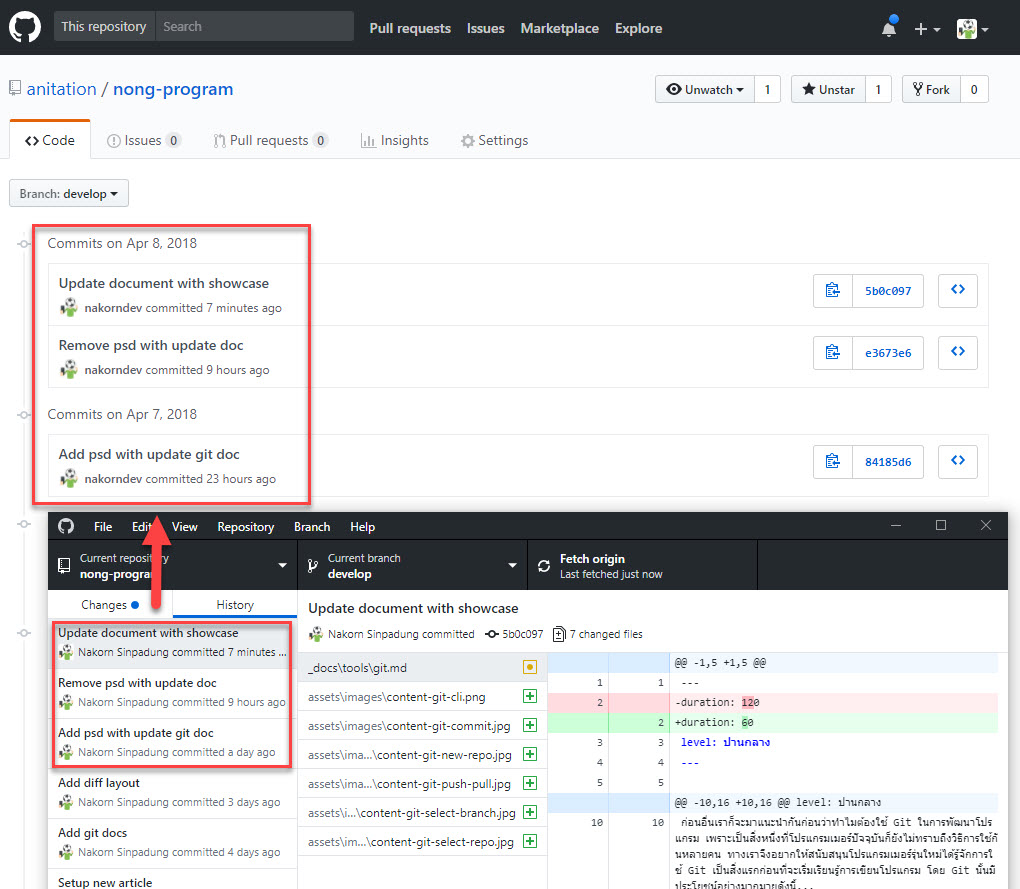 This repository Search Pull requests Issues Marketplace Explore
anitation / nong-program Unwatch 1 Unstar 1 Fork 0
Code Issues 0 Pull requests 0 Insights Settings
Branch: develop
Commits on Apr 8, 2018
Update document with showcase
nakorndev committed 7 minutes ago
5b0c097
Remove psd with update doc
nakorndev committed 9 hours ago
e3673e6
Commits on Apr 7, 2018
Add psd with update git doc
nakorndev committed 23 hours ago
84185d6
File Edit View Repository Branch Help
Current repository
nong-program
Current branch
develop
Fetch origin
Last fetched just now
Changes History
Update document with showcase
Nakorn Sinpadung committed 7 minutes ...
Remove psd with update doc
Nakorn Sinpadung committed 9 hours ago
Add psd with update git doc
Nakorn Sinpadung committed a day ago
Add diff layout
Nakorn Sinpadung committed 3 days ago
Add git docs
Nakorn Sinpadung committed 4 days ago
Setup new article
Update document with showcase
Nakorn Sinpadung committed 5b0c097 7 changed files
_docs\tools\git.md
assets\images\content-git-cli.png
assets\images\content-git-commit.jpg
assets\ima...\content-git-new-repo.jpg
assets\ima...\content-git-push-pull.jpg
assets\i...\content-git-select-branch.jpg
assets\im...\content-git-select-repo.jpg
@@ -1,5 +1,5 @@
1 1 ---
2 -duration: 120
2 +duration: 60
3 3 level: ปานกลาง
4 4 ---
5 5
@@ -10,16 +10,16 @@ level: ปานกลาง
10 10 ก่อนอื่นเราก็จะมาแนะนำกันก่อนว่าทำไมต้องใช้ Git ในการพัฒนาโปร
แกรม เพราะเป็นสิ่งหนึ่งที่โปรแกรมเมอร์ปัจจุบันก็ยังไม่ทราบถึงวิธีการใช้กั
นหลายคน ทางเราจึงอยากให้สนับสนุนโปรแกรมเมอร์รุ่นใหม่ได้รู้จักการใ
ช้ Git เป็นสิ่งแรกก่อนที่จะเริ่มเรียนรู้การเขียนโปรแกรม โดย Git นั้นมี
ประโยชน์อย่างมากมายดังนี้...